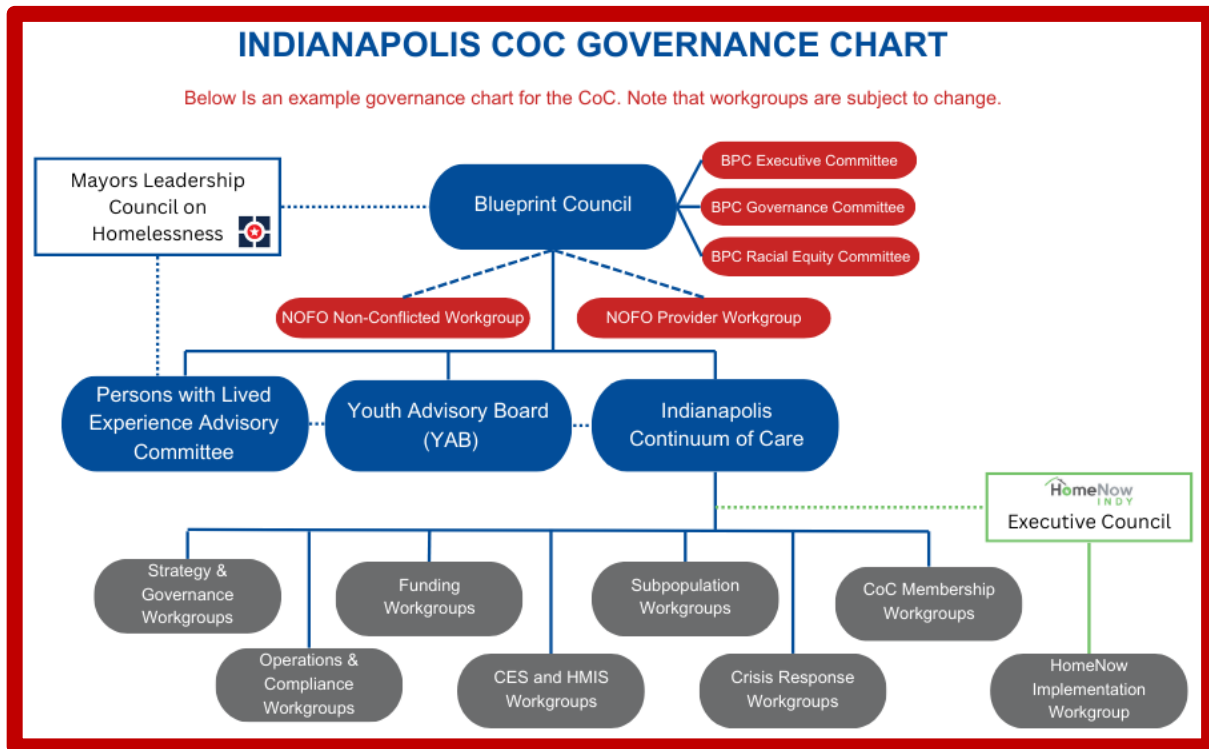 INDIANAPOLIS COC GOVERNANCE CHART
Below Is an example governance chart for the CoC. Note that workgroups are subject to change.
Mayors Leadership
Council on
Homelessness
Blueprint Council
BPC Executive Committee
BPC Governance Committee
BPC Racial Equity Committee
NOFO Non-Conflicted Workgroup
NOFO Provider Workgroup
Persons with Lived
Experience Advisory
Committee
Youth Advisory Board
(YAB)
Indianapolis
Continuum of Care
HomeNow
INDY
Executive Council
Strategy &
Governance
Workgroups
Funding
Workgroups
Subpopulation
Workgroups
CoC Membership
Workgroups
Operations &
Compliance
Workgroups
CES and HMIS
Workgroups
Crisis Response
Workgroups
HomeNow
Implementation
Workgroup